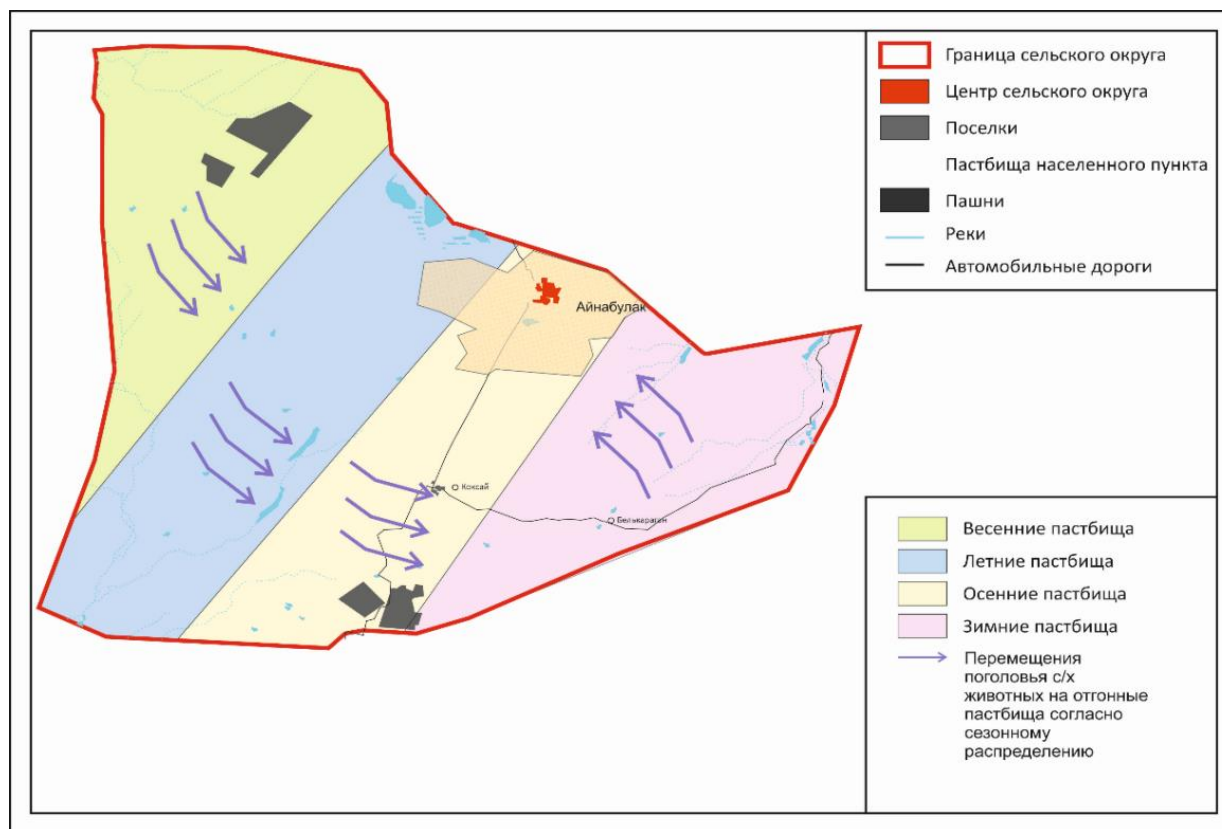 Граница сельского округа
Центр сельского округа
Поселки
Пастбища населенного пункта
Пашни
Реки
Автомобильные дороги
Айнабулак
Коксай
Белькараган
Весенние пастбища
Летние пастбища
Осенние пастбища
Зимние пастбища
Перемещения
поголовья с/х
животных на отгонные
пастбища согласно
сезонному
распределению